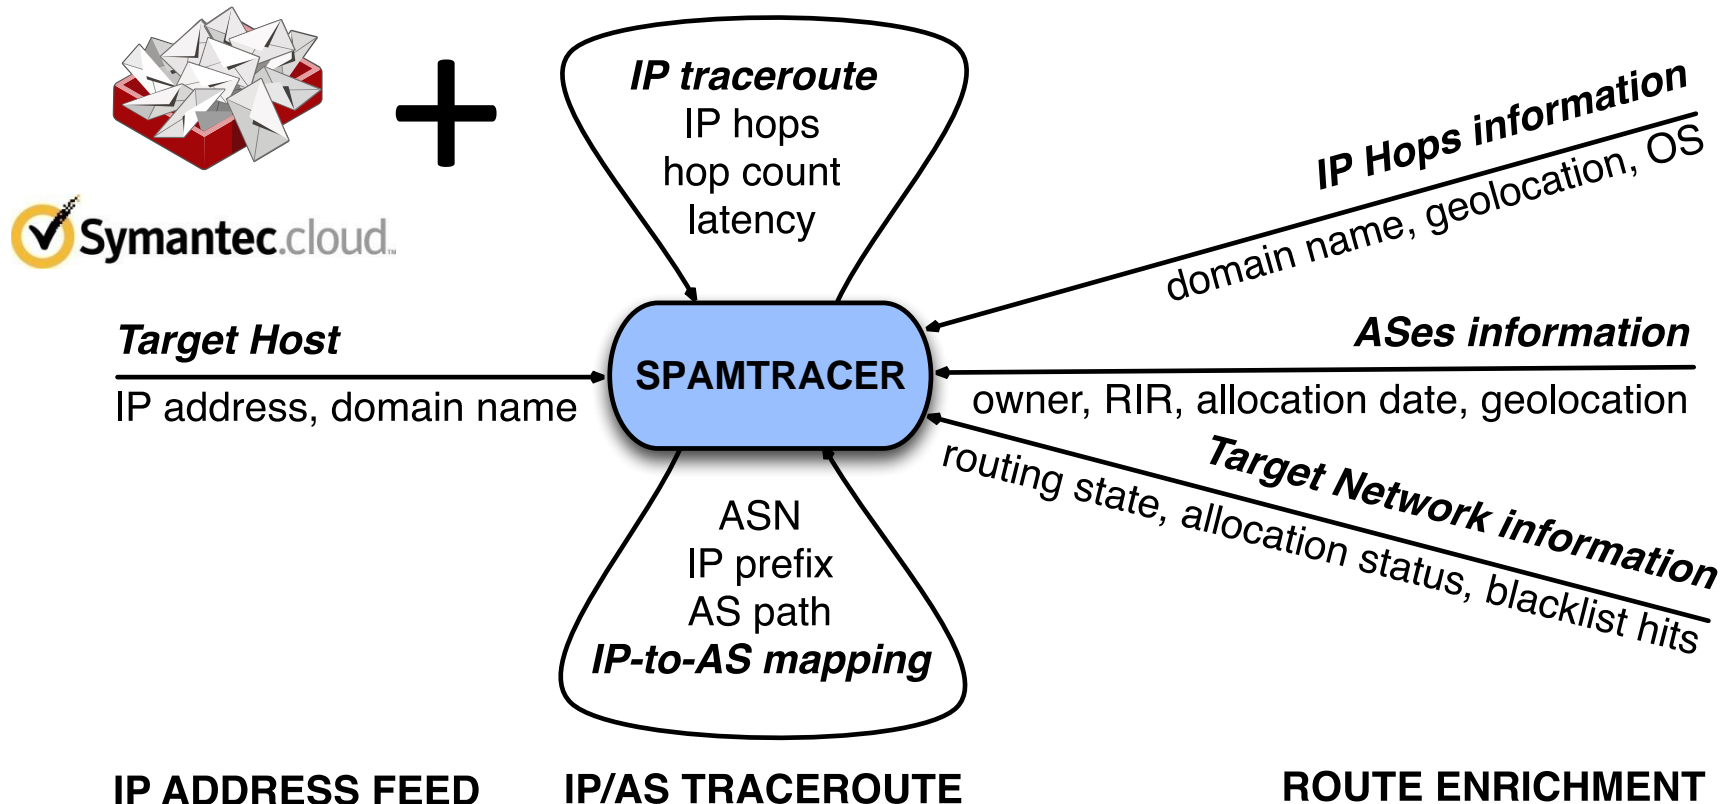 Symantec.cloud™
Target Host
IP address, domain name
IP traceroute
IP hops
hop count
latency
SPAMTRACER
ASN
IP prefix
AS path
IP-to-AS mapping
IP Hops information
domain name, geolocation, OS
ASes information
owner, RIR, allocation date, geolocation
Target Network information
routing state, allocation status, blacklist hits
IP ADDRESS FEED
IP/AS TRACEROUTE
ROUTE ENRICHMENT